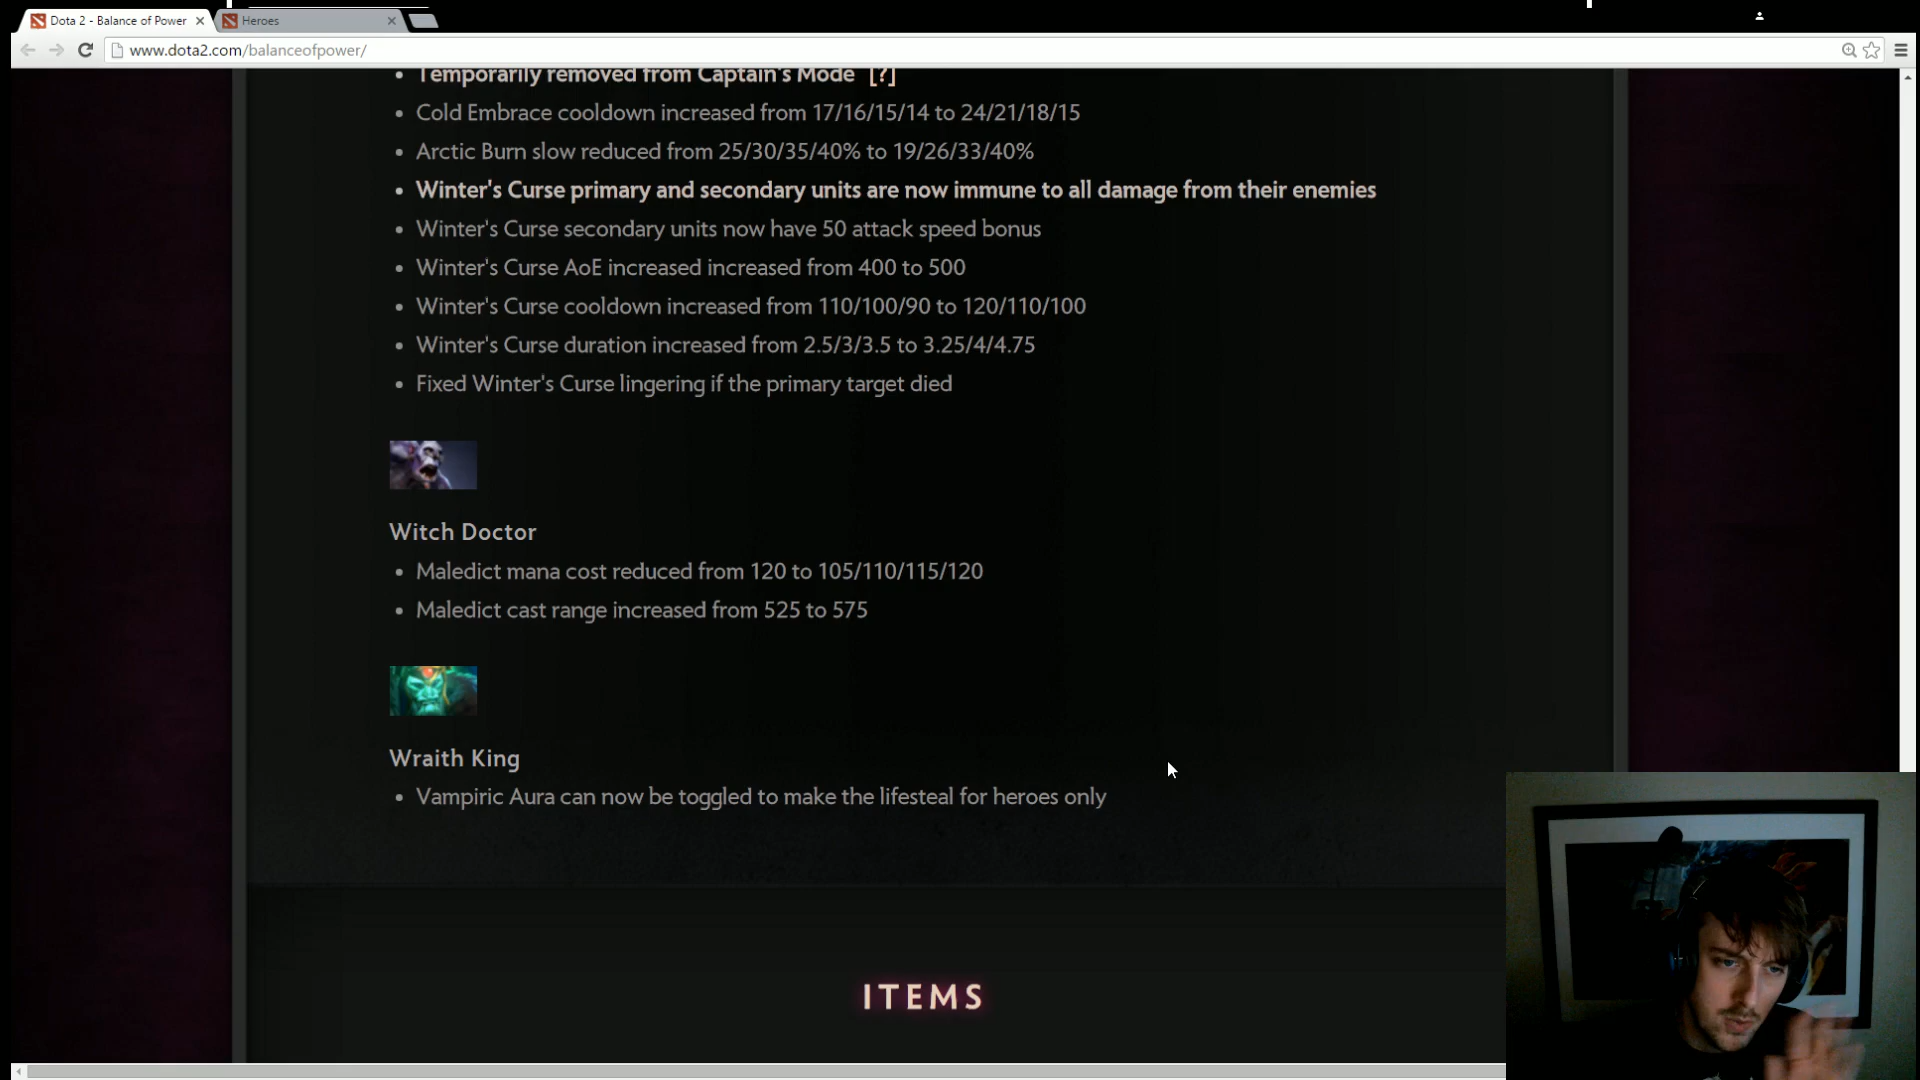 Dota 2 - Balance of Power
Heroes
www.dota2.com/balanceofpower/
Temporarily removed from Captain's Mode [?]
Cold Embrace cooldown increased from 17/16/15/14 to 24/21/18/15
Arctic Burn slow reduced from 25/30/35/40% to 19/26/33/40%
Winter's Curse primary and secondary units are now immune to all damage from their enemies
Winter's Curse secondary units now have 50 attack speed bonus
Winter's Curse AoE increased increased from 400 to 500
Winter's Curse cooldown increased from 110/100/90 to 120/110/100
Winter's Curse duration increased from 2.5/3/3.5 to 3.25/4/4.75
Fixed Winter's Curse lingering if the primary target died
Witch Doctor
Maledict mana cost reduced from 120 to 105/110/115/120
Maledict cast range increased from 525 to 575
Wraith King
Vampiric Aura can now be toggled to make the lifesteal for heroes only
ITEMS